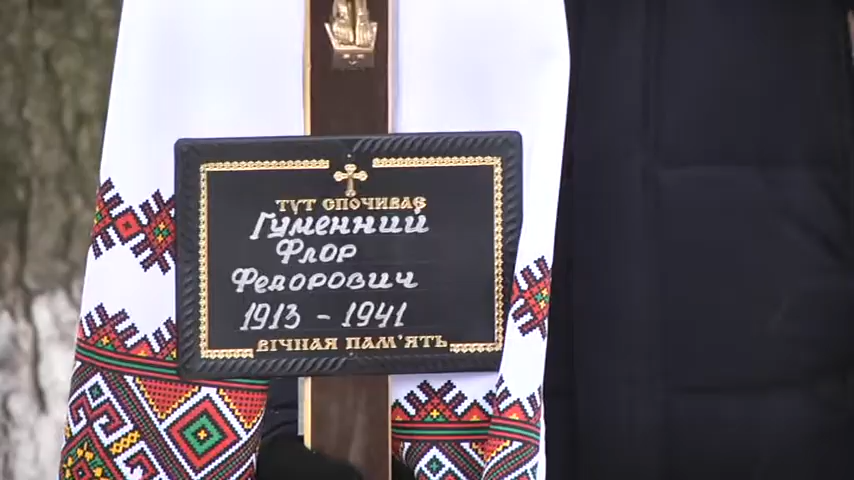 ТУТ СПОЧИВАЄ
Гуменний
Флор
Федорович
1913 - 1941
ВІЧНАЯ ПАМ'ЯТЬ